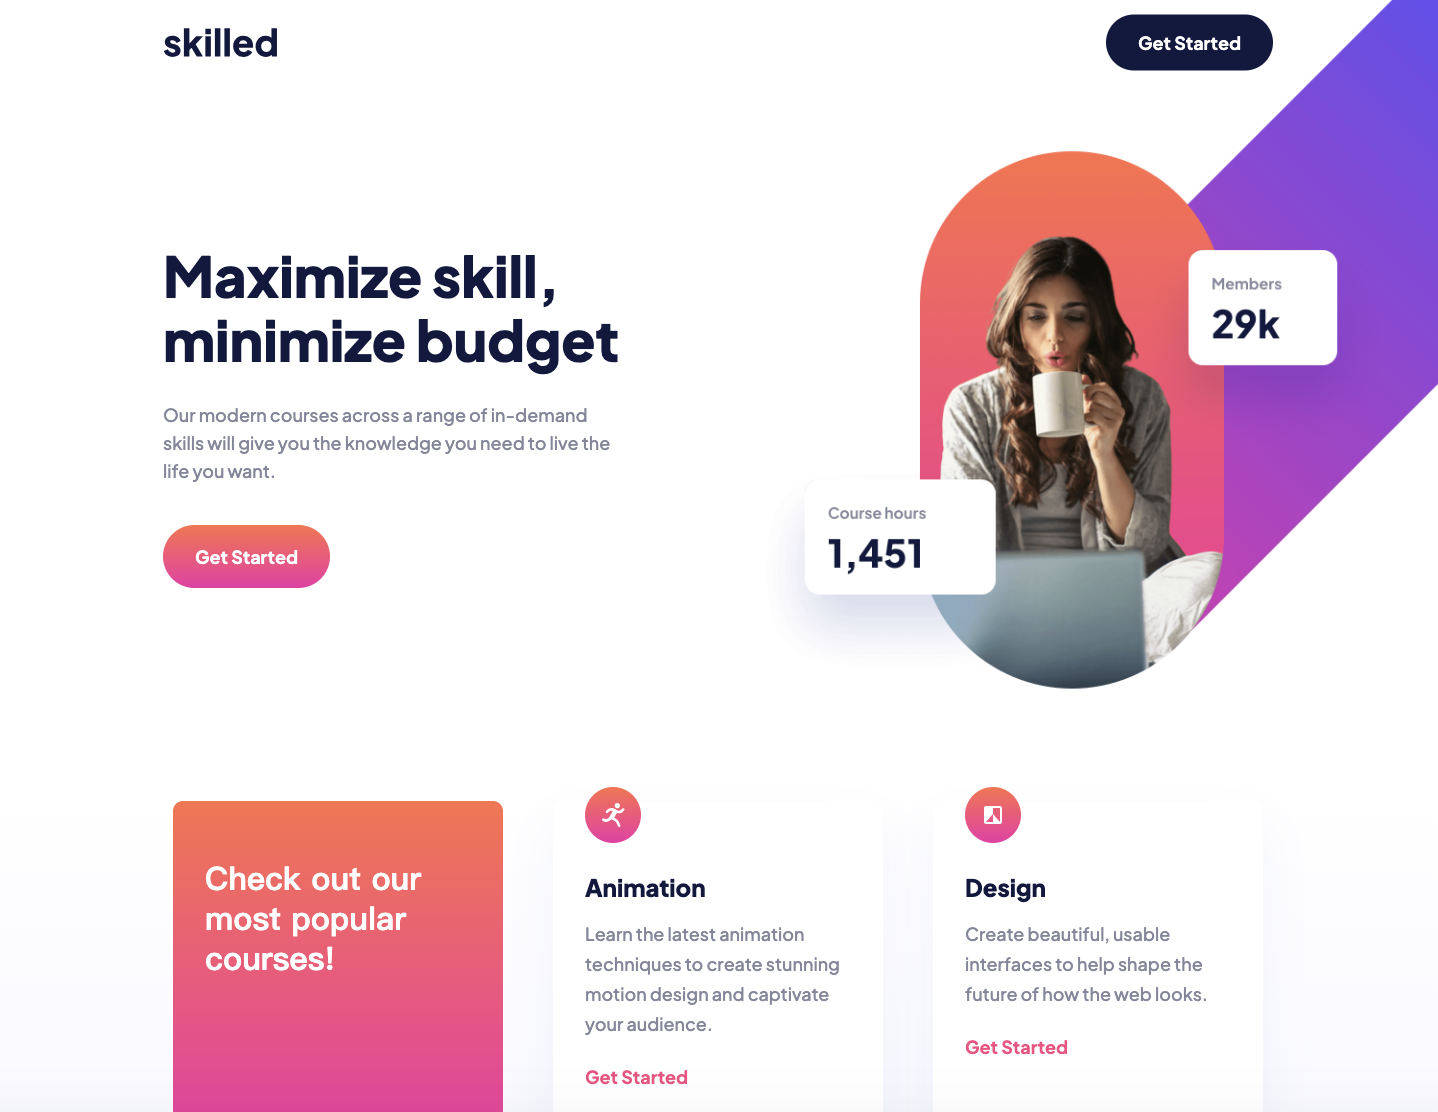 skilled
Get Started
Maximize skill,
minimize budget
Our modern courses across a range of in-demand
skills will give you the knowledge you need to live the
life you want.
Get Started
Members
29k
Course hours
1,451
Check out our
most popular
courses!
Animation
Learn the latest animation
techniques to create stunning
motion design and captivate
your audience.
Get Started
Design
Create beautiful, usable
interfaces to help shape the
future of how the web looks.
Get Started